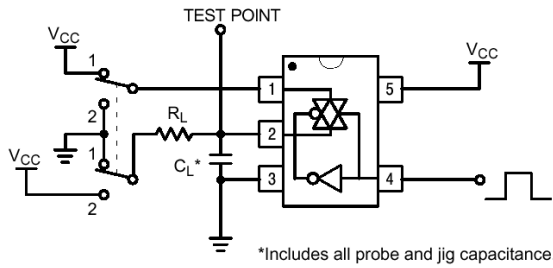 TEST POINT
VCC
1
2
RL
1
VCC
2
CL*
1
2
3
5
4
VCC
*Includes all probe and jig capacitance